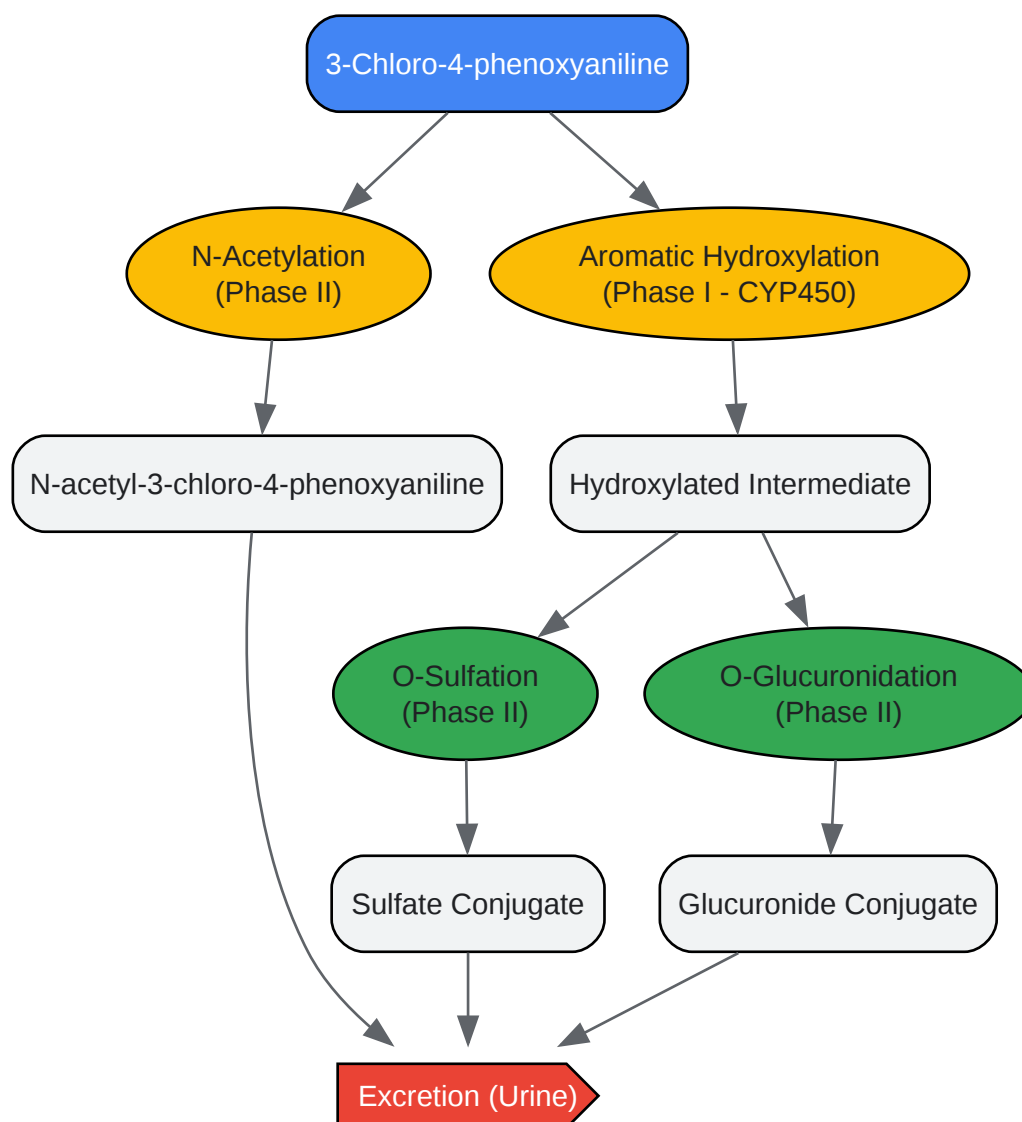 3-Chloro-4-phenoxyaniline
N-Acetylation
(Phase II)
Aromatic Hydroxylation
(Phase I - CYP450)
N-acetyl-3-chloro-4-phenoxyaniline
Hydroxylated Intermediate
O-Sulfation
(Phase II)
O-Glucuronidation
(Phase II)
Sulfate Conjugate
Glucuronide Conjugate
Excretion (Urine)